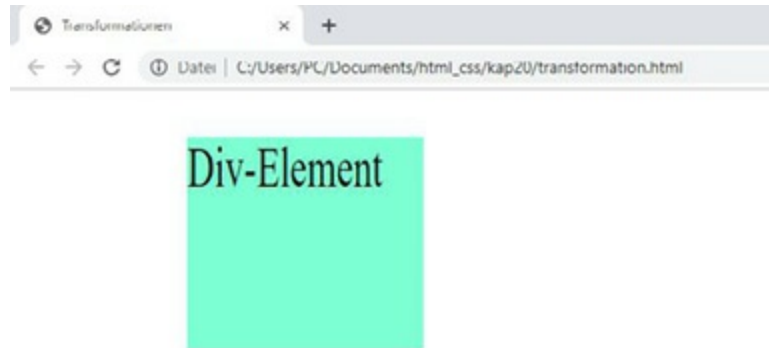 Transformationen
Datei | C:/Users/PC/Documents/html_css/kap20/transformation.html
Div-Element